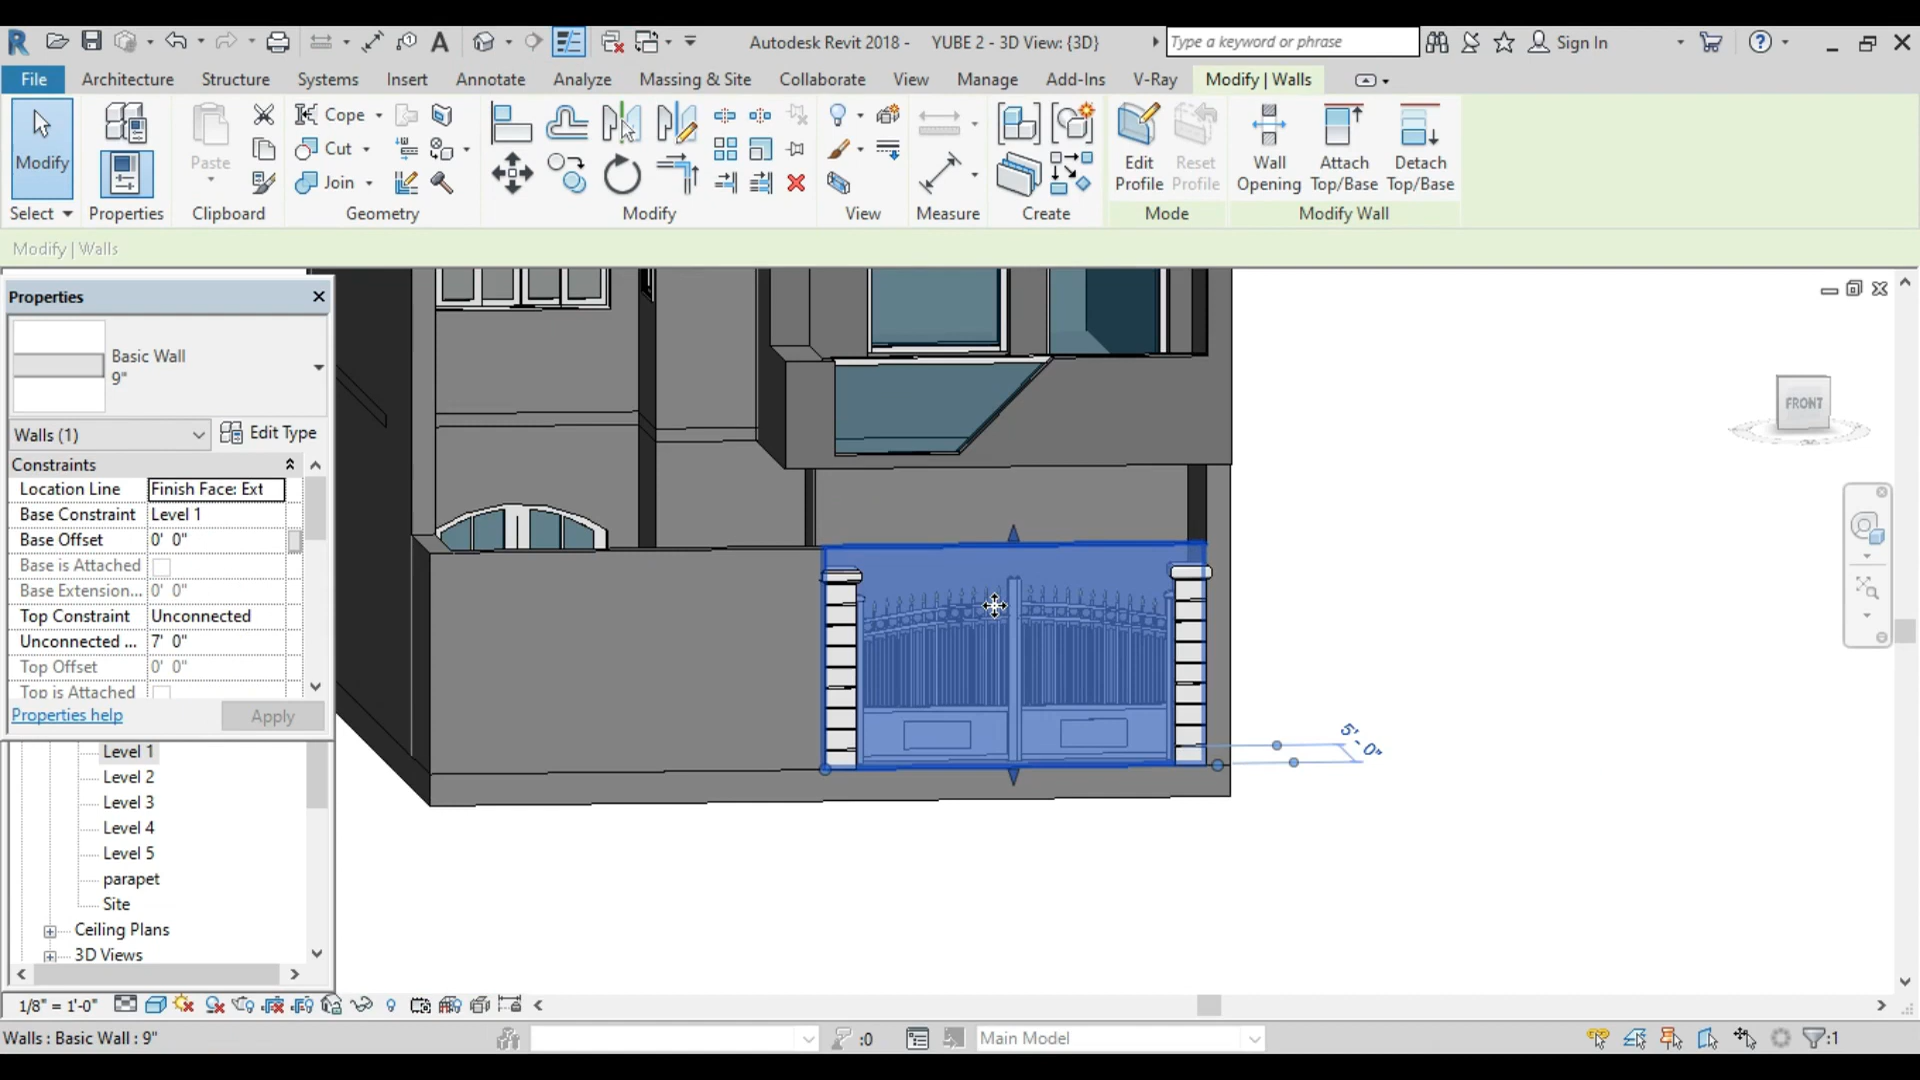 Autodesk Revit 2018 - YUBE 2 - 3D View: {3D}
Type a keyword or phrase
Sign In
File Architecture Structure Systems Insert Annotate Analyze Massing & Site Collaborate View Manage Add-Ins V-Ray Modify | Walls
Modify
Paste
Cope
Cut
Join
Edit Profile
Reset Profile
Wall Opening
Attach Top/Base
Detach Top/Base
Select Properties Clipboard Geometry Modify View Measure Create Mode Modify Wall
Modify | Walls
Properties
Basic Wall
9"
Walls (1) Edit Type
Constraints
Location Line Finish Face: Ext
Base Constraint Level 1
Base Offset 0' 0"
Base is Attached
Base Extension...
Top Constraint Unconnected
Unconnected ... 7' 0"
Top Offset 0' 0"
Top is Attached
Properties help Apply
Level 1
Level 2
Level 3
Level 4
Level 5
parapet
Site
Ceiling Plans
3D Views
FRONT
5' - 0"
1/8" = 1'-0"
Walls : Basic Wall : 9" :0 Main Model :1